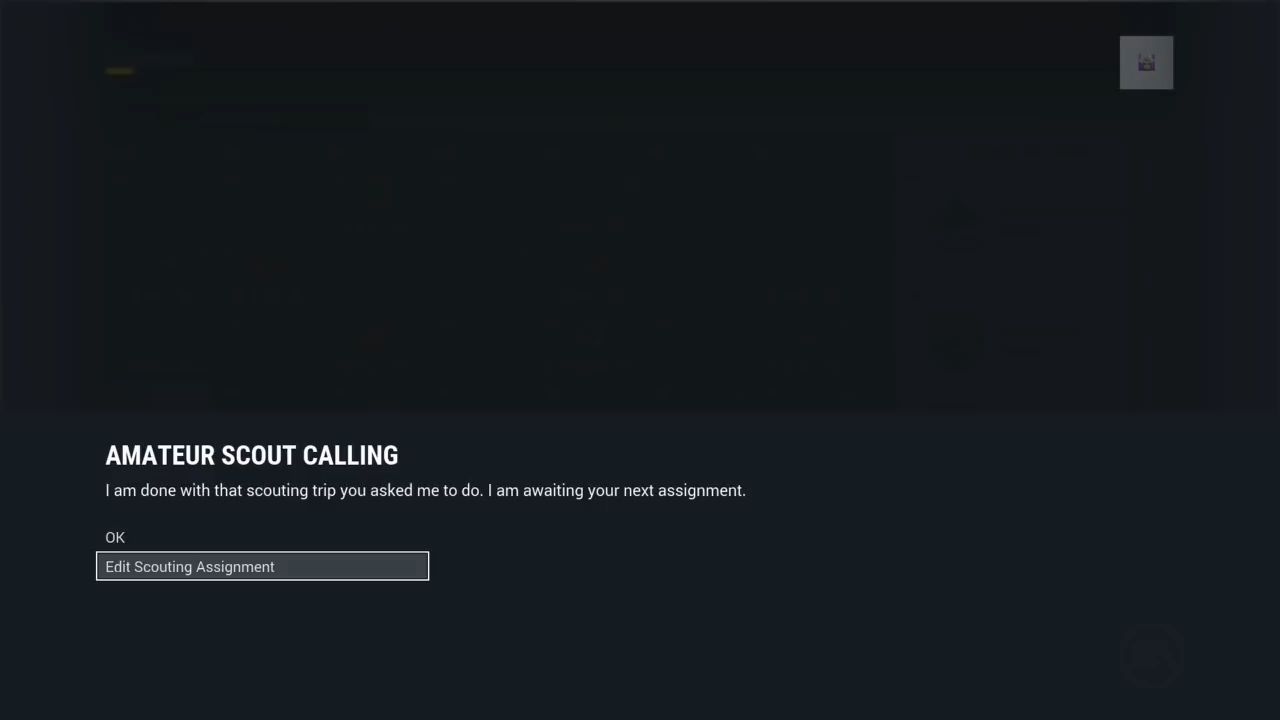 AMATEUR SCOUT CALLING
I am done with that scouting trip you asked me to do. I am awaiting your next assignment.
OK
Edit Scouting Assignment